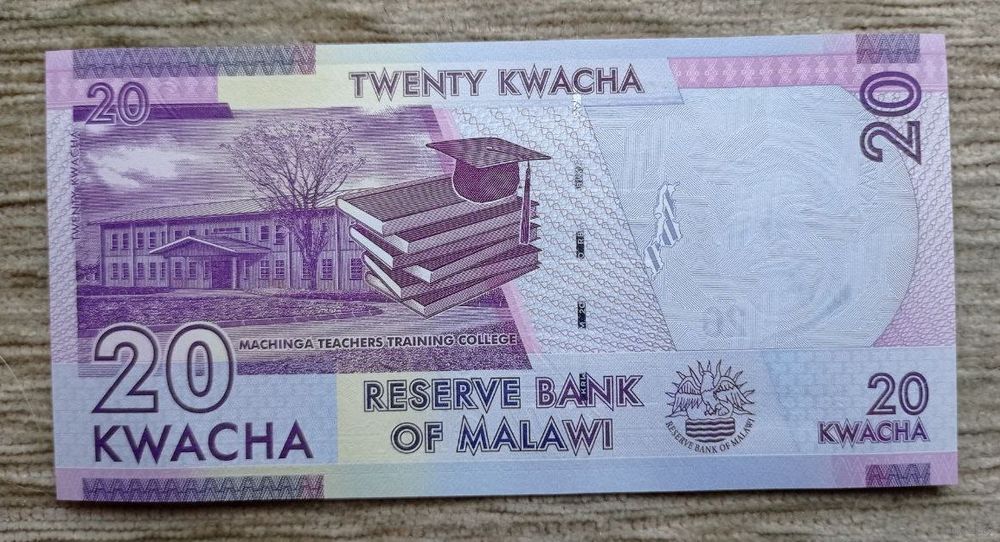 TWENTY KWACHA
20
20
TWENTY KWACHA
MACHINGA TEACHERS TRAINING COLLEGE
20
KWACHA
RESERVE BANK
OF MALAWI
RESERVE BANK OF MALAWI
20
KWACHA